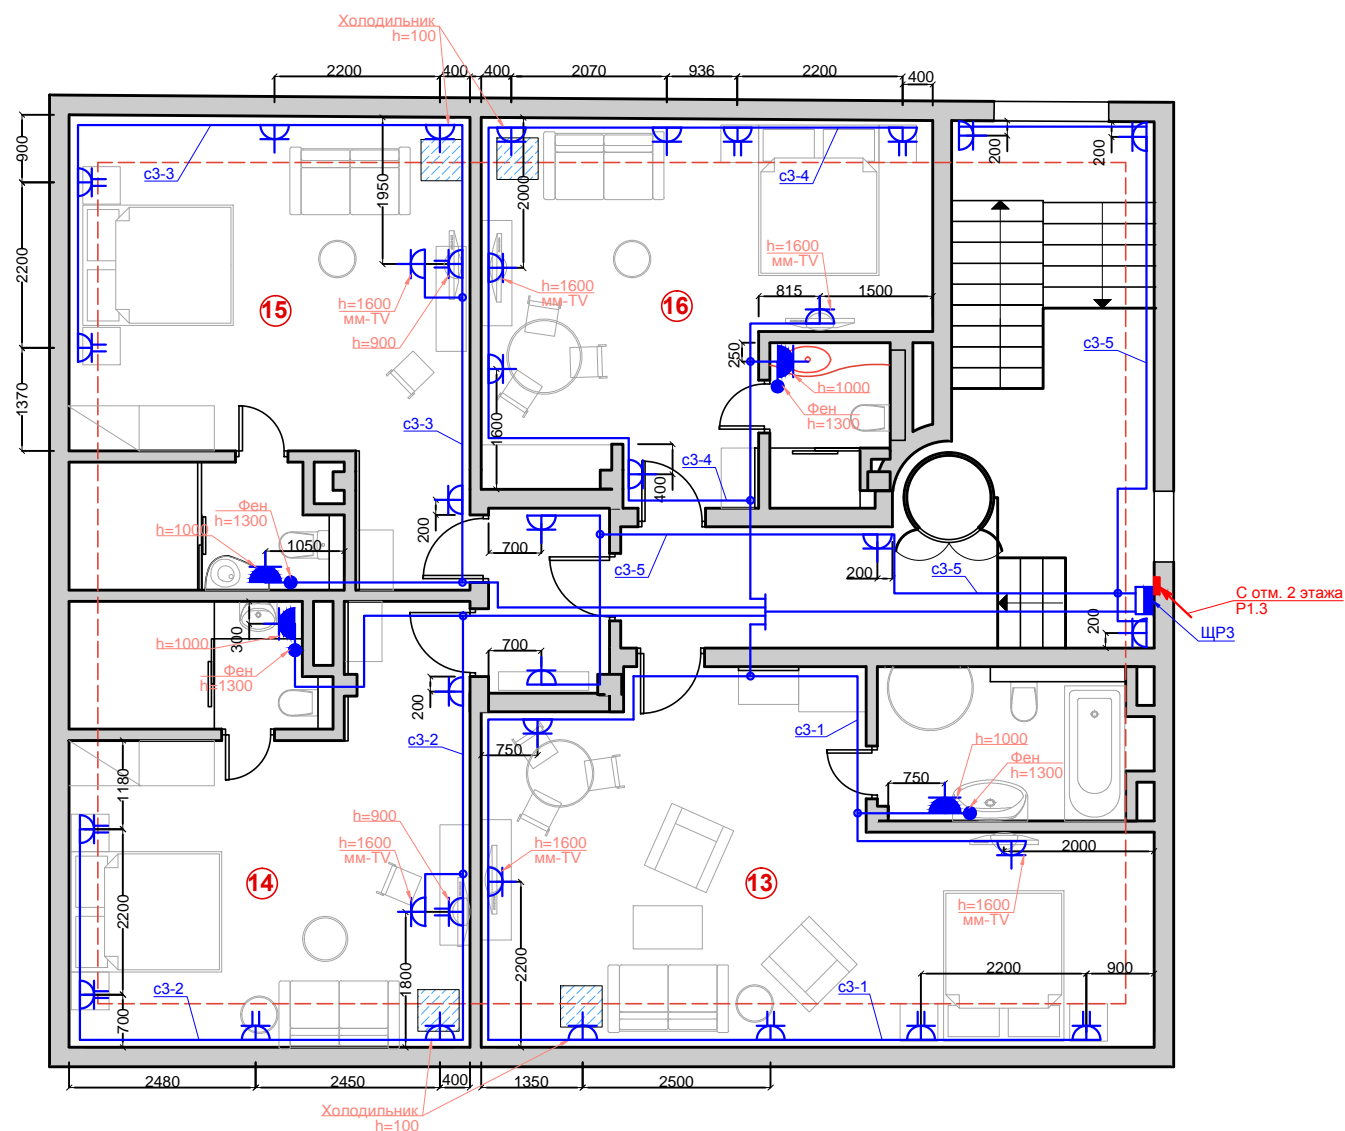 Холодильник
h=100
2200
400
400
2070
936
2200
400
900
с3-3
1950
2000
с3-4
200
200
2200
h=1600
мм-TV
h=1600
мм-TV
h=1600
мм-TV
h=900
815
1500
15
16
250
с3-5
h=1000
Фен
h=1300
1370
с3-3
1600
с3-4
400
Фен
h=1300
h=1000
1050
200
700
с3-5
200
с3-5
С отм. 2 этажа
Р1.3
ЩР3
300
h=1000
Фен
h=1300
700
200
200
с3-2
750
с3-1
h=1000
Фен
h=1300
750
1180
h=900
h=1600
мм-TV
h=1600
мм-TV
2000
14
13
2200
h=1600
мм-TV
1800
2200
2200
900
с3-2
с3-1
700
2480
2450
400
1350
2500
Холодильник
h=100